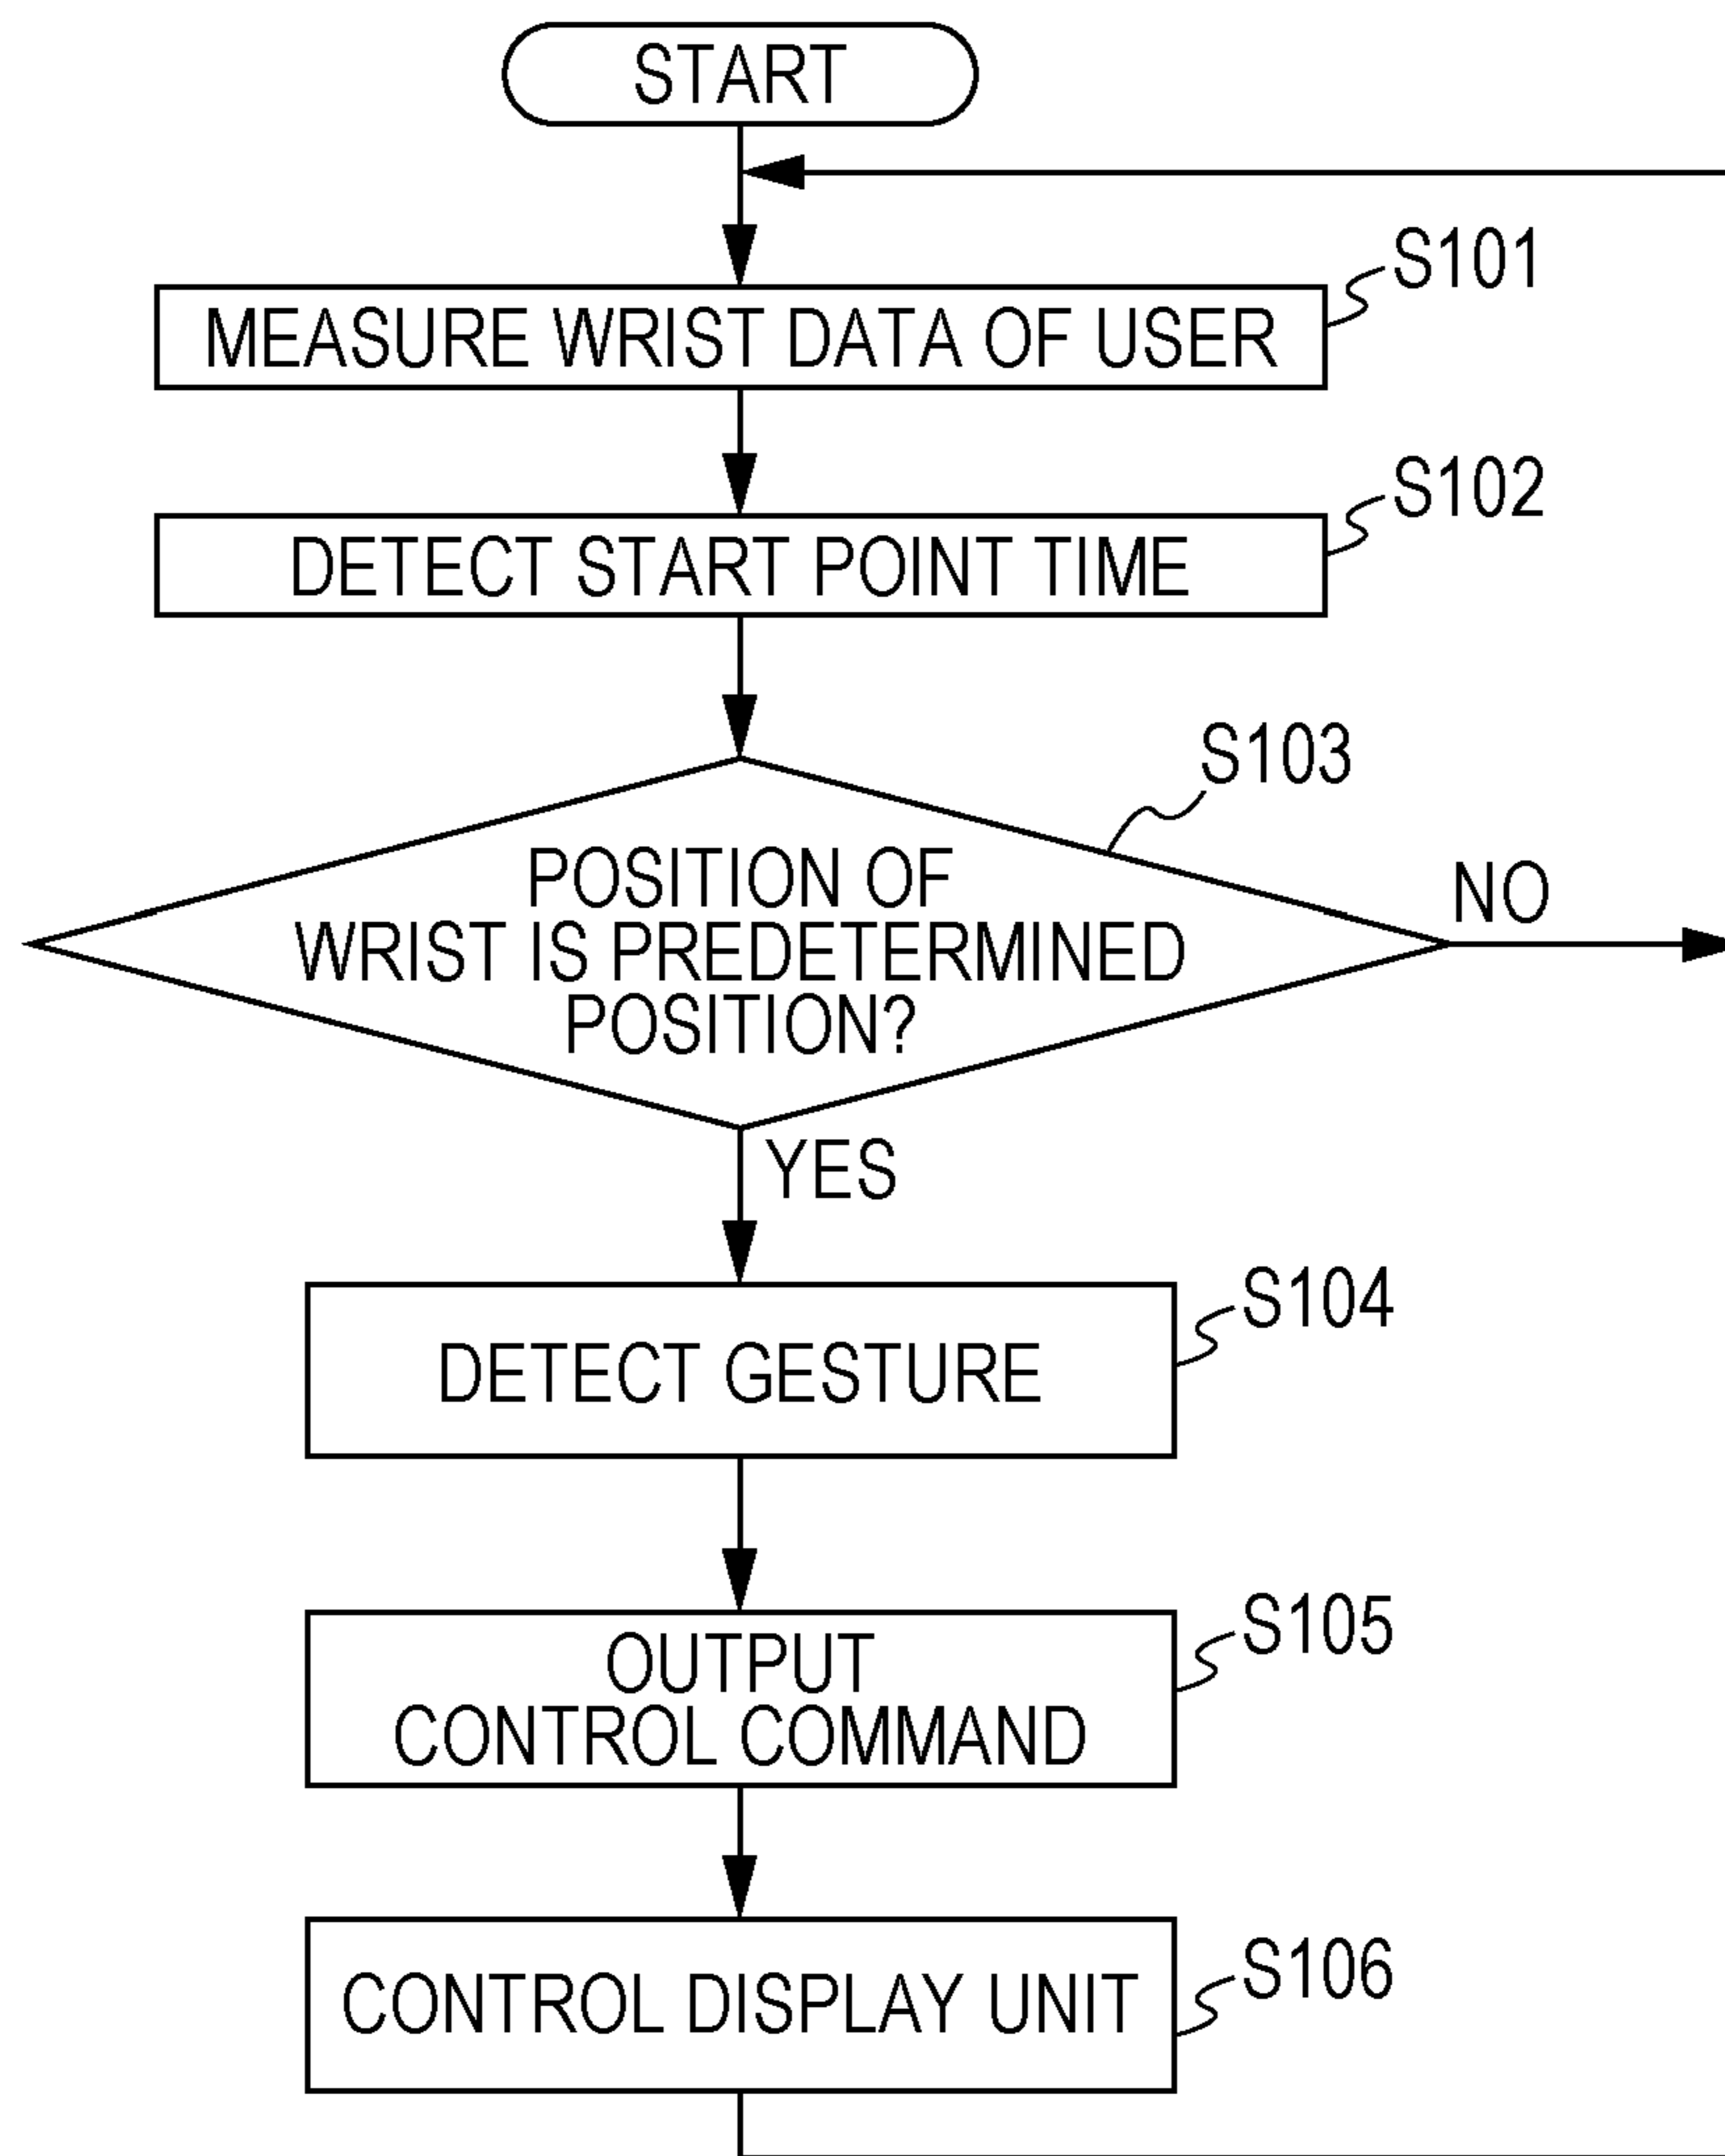 START
S101
MEASURE WRIST DATA OF USER
S102
DETECT START POINT TIME
S103
POSITION OF
WRIST IS PREDETERMINED
POSITION?
NO
YES
S104
DETECT GESTURE
S105
OUTPUT
CONTROL COMMAND
S106
CONTROL DISPLAY UNIT